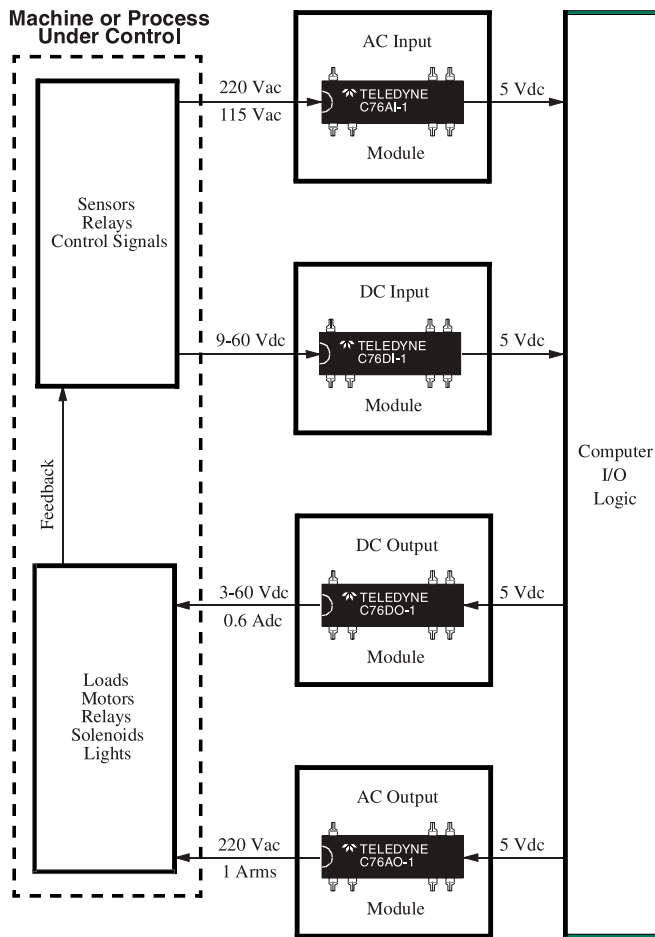 Machine or Process
Under Control
Sensors
Relays
Control Signals
Feedback
Loads
Motors
Relays
Solenoids
Lights
220 Vac
115 Vac
AC Input
TELEDYNE
C76AI-1
Module
5 Vdc
9-60 Vdc
DC Input
TELEDYNE
C76DI-1
Module
5 Vdc
3-60 Vdc
0.6 Adc
DC Output
TELEDYNE
C76DO-1
Module
5 Vdc
220 Vac
1 Arms
AC Output
TELEDYNE
C76AO-1
Module
5 Vdc
Computer
I/O
Logic